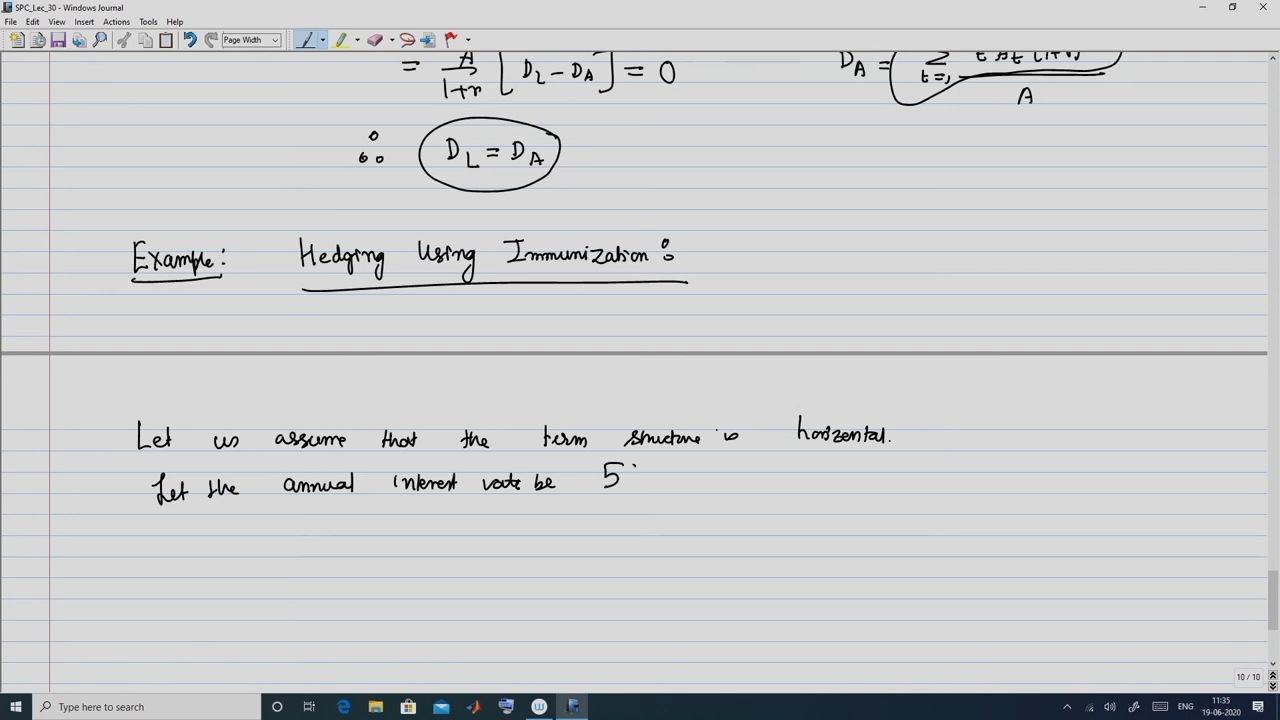 SPC_Lec_30 - Windows Journal
File Edit View Insert Actions Tools Help
Page Width
= A/(1+r) [D_L - D_A] = 0
D_A = Σ t=1
A
∴ D_L = D_A
Example: Hedging Using Immunization:
Let us assume that the term structure is horizental.
Let the annual interest rate be 5
10 / 10
Type here to search
ENG
11:35
19-06-2020